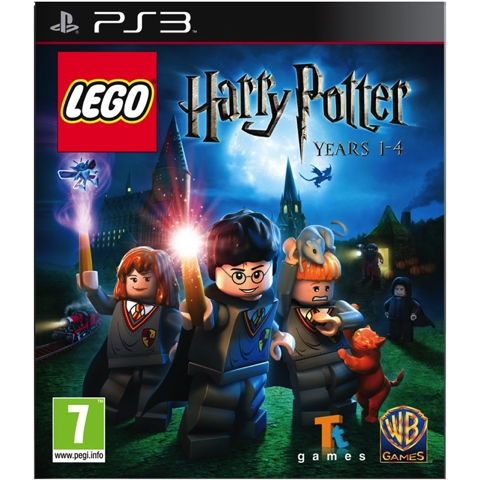 PS3
LEGO
Harry Potter
YEARS 1-4
7
www.pegi.info
Tt
games
WB
GAMES